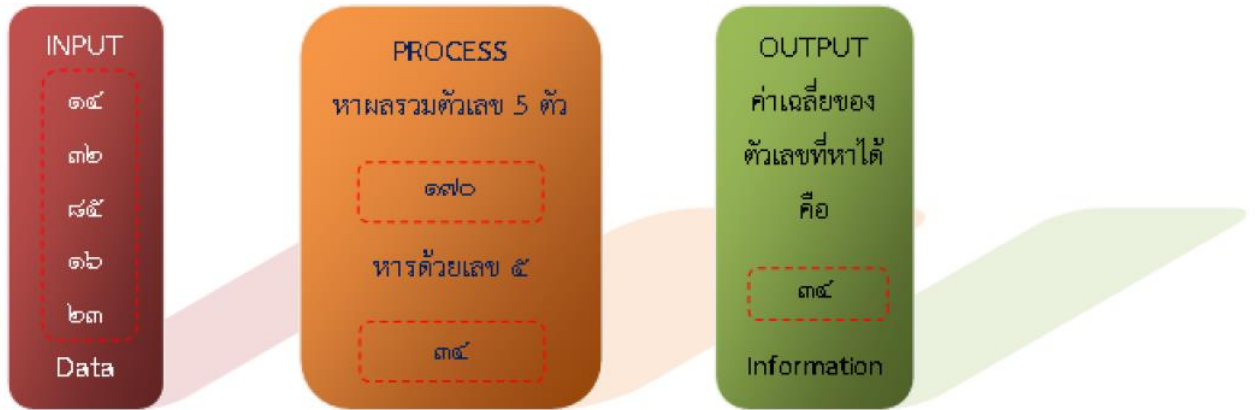 INPUT
๑๔
๓๒
๘๕
๑๖
๒๓
Data
PROCESS
หาผลรวมตัวเลข 5 ตัว
๑๗๐
หารด้วยเลข ๕
๓๔
OUTPUT
ค่าเฉลี่ยของ
ตัวเลขที่หาได้
คือ
๓๔
Information